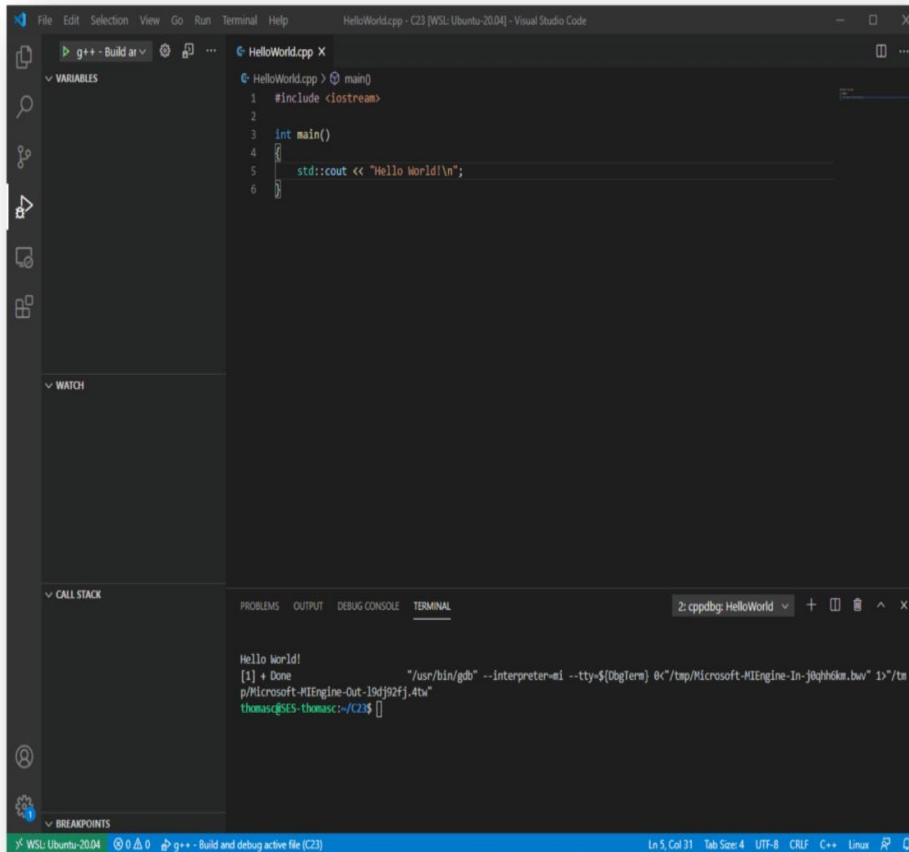 File Edit Selection View Go Run Terminal Help HelloWorld.cpp - C23 [WSL: Ubuntu-20.04] - Visual Studio Code
g++ - Build ar
HelloWorld.cpp
VARIABLES
HelloWorld.cpp > main()
1 #include <iostream>
2
3 int main()
4 {
5     std::cout << "Hello World!\n";
6 }
WATCH
CALL STACK
PROBLEMS OUTPUT DEBUG CONSOLE TERMINAL 2: cppdbg: HelloWorld
Hello World!
[1] + Done "/usr/bin/gdb" --interpreter=mi --tty=${DbgTerm} 0<"/tmp/Microsoft-MIEngine-In-j0qhh6km.bwv" 1>"/tm
p/Microsoft-MIEngine-Out-l9dj92fj.4tw"
thomasc@SES-thomasc:~/C23$
1
BREAKPOINTS
WSL: Ubuntu-20.04 0 0 g++ - Build and debug active file (C23) Ln 5, Col 31 Tab Size: 4 UTF-8 CRLF C++ Linux